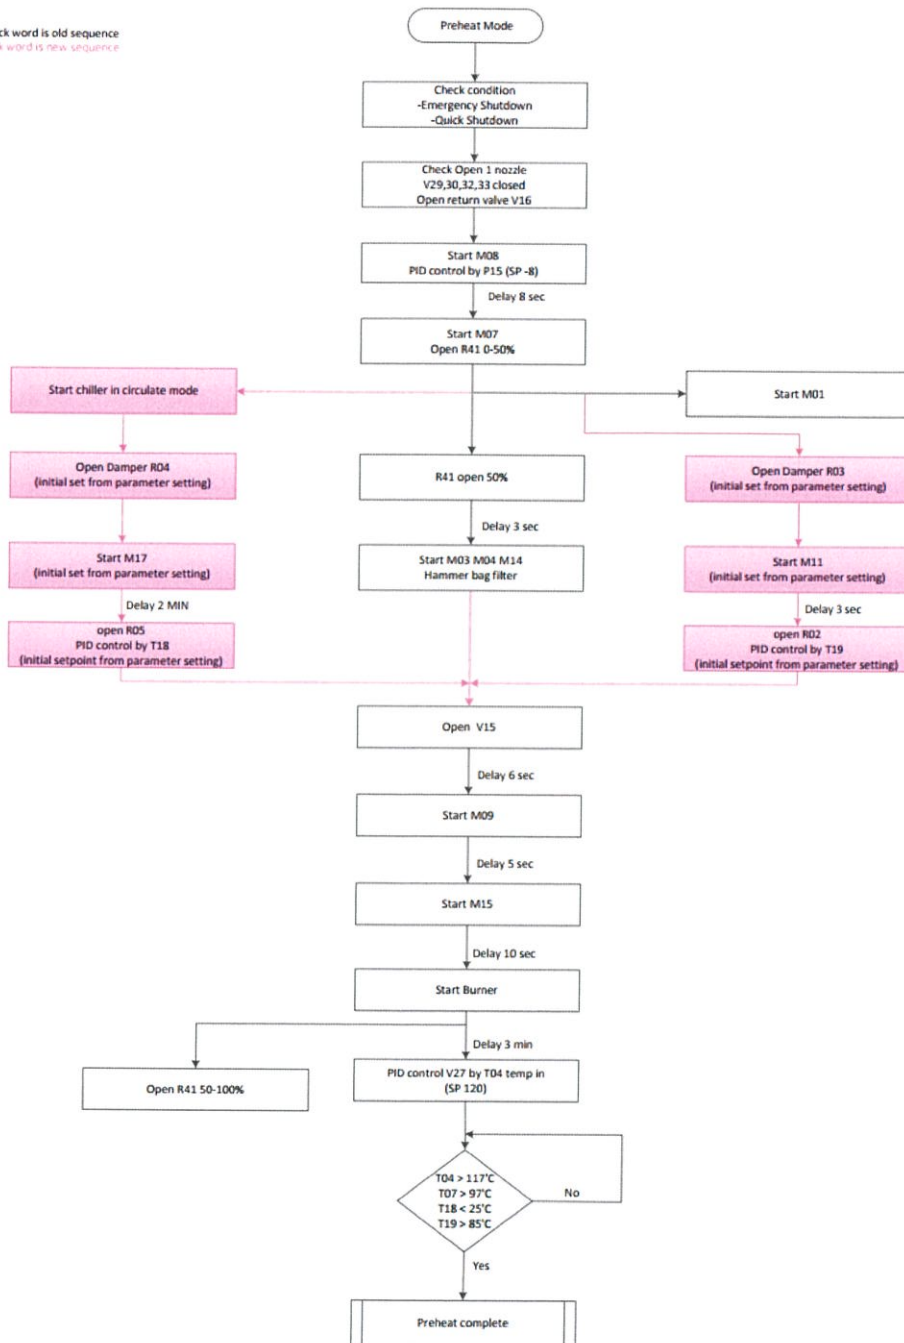 ck word is old sequence
k word is new sequence
Preheat Mode
Check condition
-Emergency Shutdown
-Quick Shutdown
Check Open 1 nozzle
V29,30,32,33 closed
Open return valve V16
Start M08
PID control by P15 (SP -8)
Delay 8 sec
Start M07
Open R41 0-50%
Start chiller in circulate mode
Start M01
Open Damper R04
(initial set from parameter setting)
R41 open 50%
Open Damper R03
(initial set from parameter setting)
Delay 3 sec
Start M17
(initial set from parameter setting)
Start M03 M04 M14
Hammer bag filter
Start M11
(initial set from parameter setting)
Delay 2 MIN
Delay 3 sec
open R05
PID control by T18
(initial setpoint from parameter setting)
open R02
PID control by T19
(initial setpoint from parameter setting)
Open V15
Delay 6 sec
Start M09
Delay 5 sec
Start M15
Delay 10 sec
Start Burner
Delay 3 min
Open R41 50-100%
PID control V27 by T04 temp in
(SP 120)
T04 > 117°C
T07 > 97°C
T18 < 25°C
T19 > 85°C
No
Yes
Preheat complete